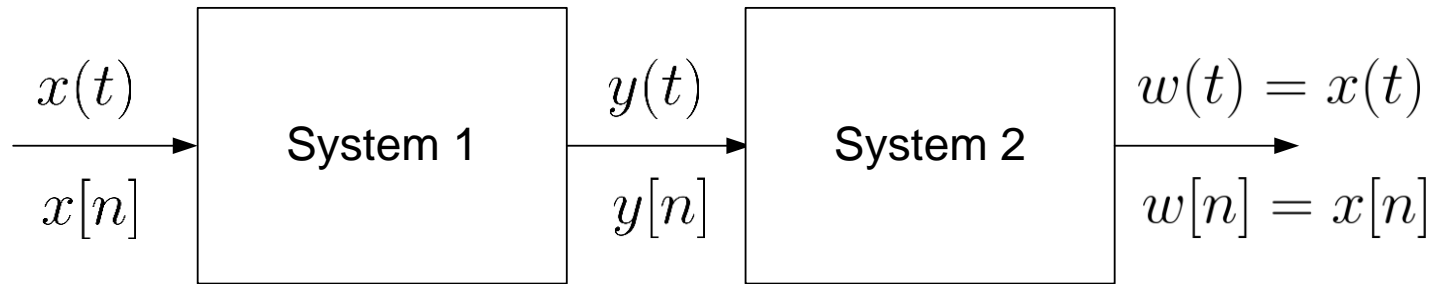 x(t)
x[n]
System 1
y(t)
y[n]
System 2
w(t) = x(t)
w[n] = x[n]